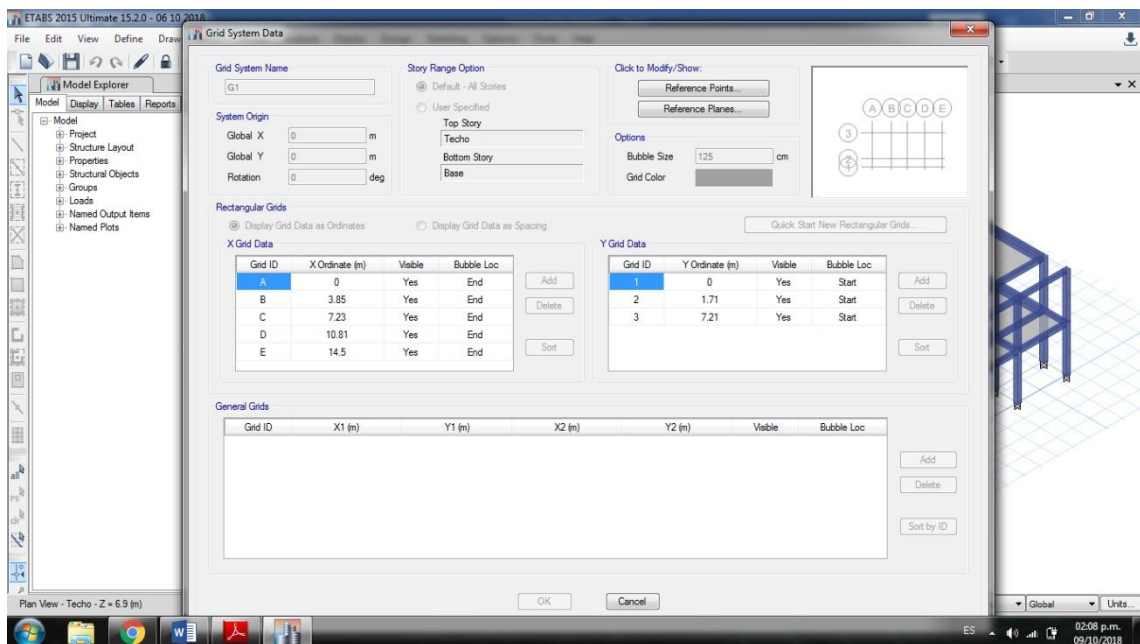 ETABS 2015 Ultimate 15.2.0 - 06 10 2018
File Edit View Define Draw
Model Explorer
Model Display Tables Reports
Model
Project
Structure Layout
Properties
Structural Objects
Groups
Loads
Named Output Items
Named Plots
Grid System Data
Grid System Name
G1
System Origin
Global X 0 m
Global Y 0 m
Rotation 0 deg
Story Range Option
Default - All Stories
User Specified
Top Story
Techo
Bottom Story
Base
Click to Modify/Show:
Reference Points...
Reference Planes...
Options
Bubble Size 125 cm
Grid Color
A B C D E
3
2
Rectangular Grids
Display Grid Data as Ordinates Display Grid Data as Spacing Quick Start New Rectangular Grids...
X Grid Data
Grid ID X Ordinate (m) Visible Bubble Loc
A 0 Yes End
B 3.85 Yes End
C 7.23 Yes End
D 10.81 Yes End
E 14.5 Yes End
Add
Delete
Sort
Y Grid Data
Grid ID Y Ordinate (m) Visible Bubble Loc
1 0 Yes Start
2 1.71 Yes Start
3 7.21 Yes Start
Add
Delete
Sort
General Grids
Grid ID X1 (m) Y1 (m) X2 (m) Y2 (m) Visible Bubble Loc
Add
Delete
Sort by ID
OK Cancel
all
ps
clr
Plan View - Techo - Z = 6.9 (m)
Global Units...
ES 02:08 p.m.
09/10/2018